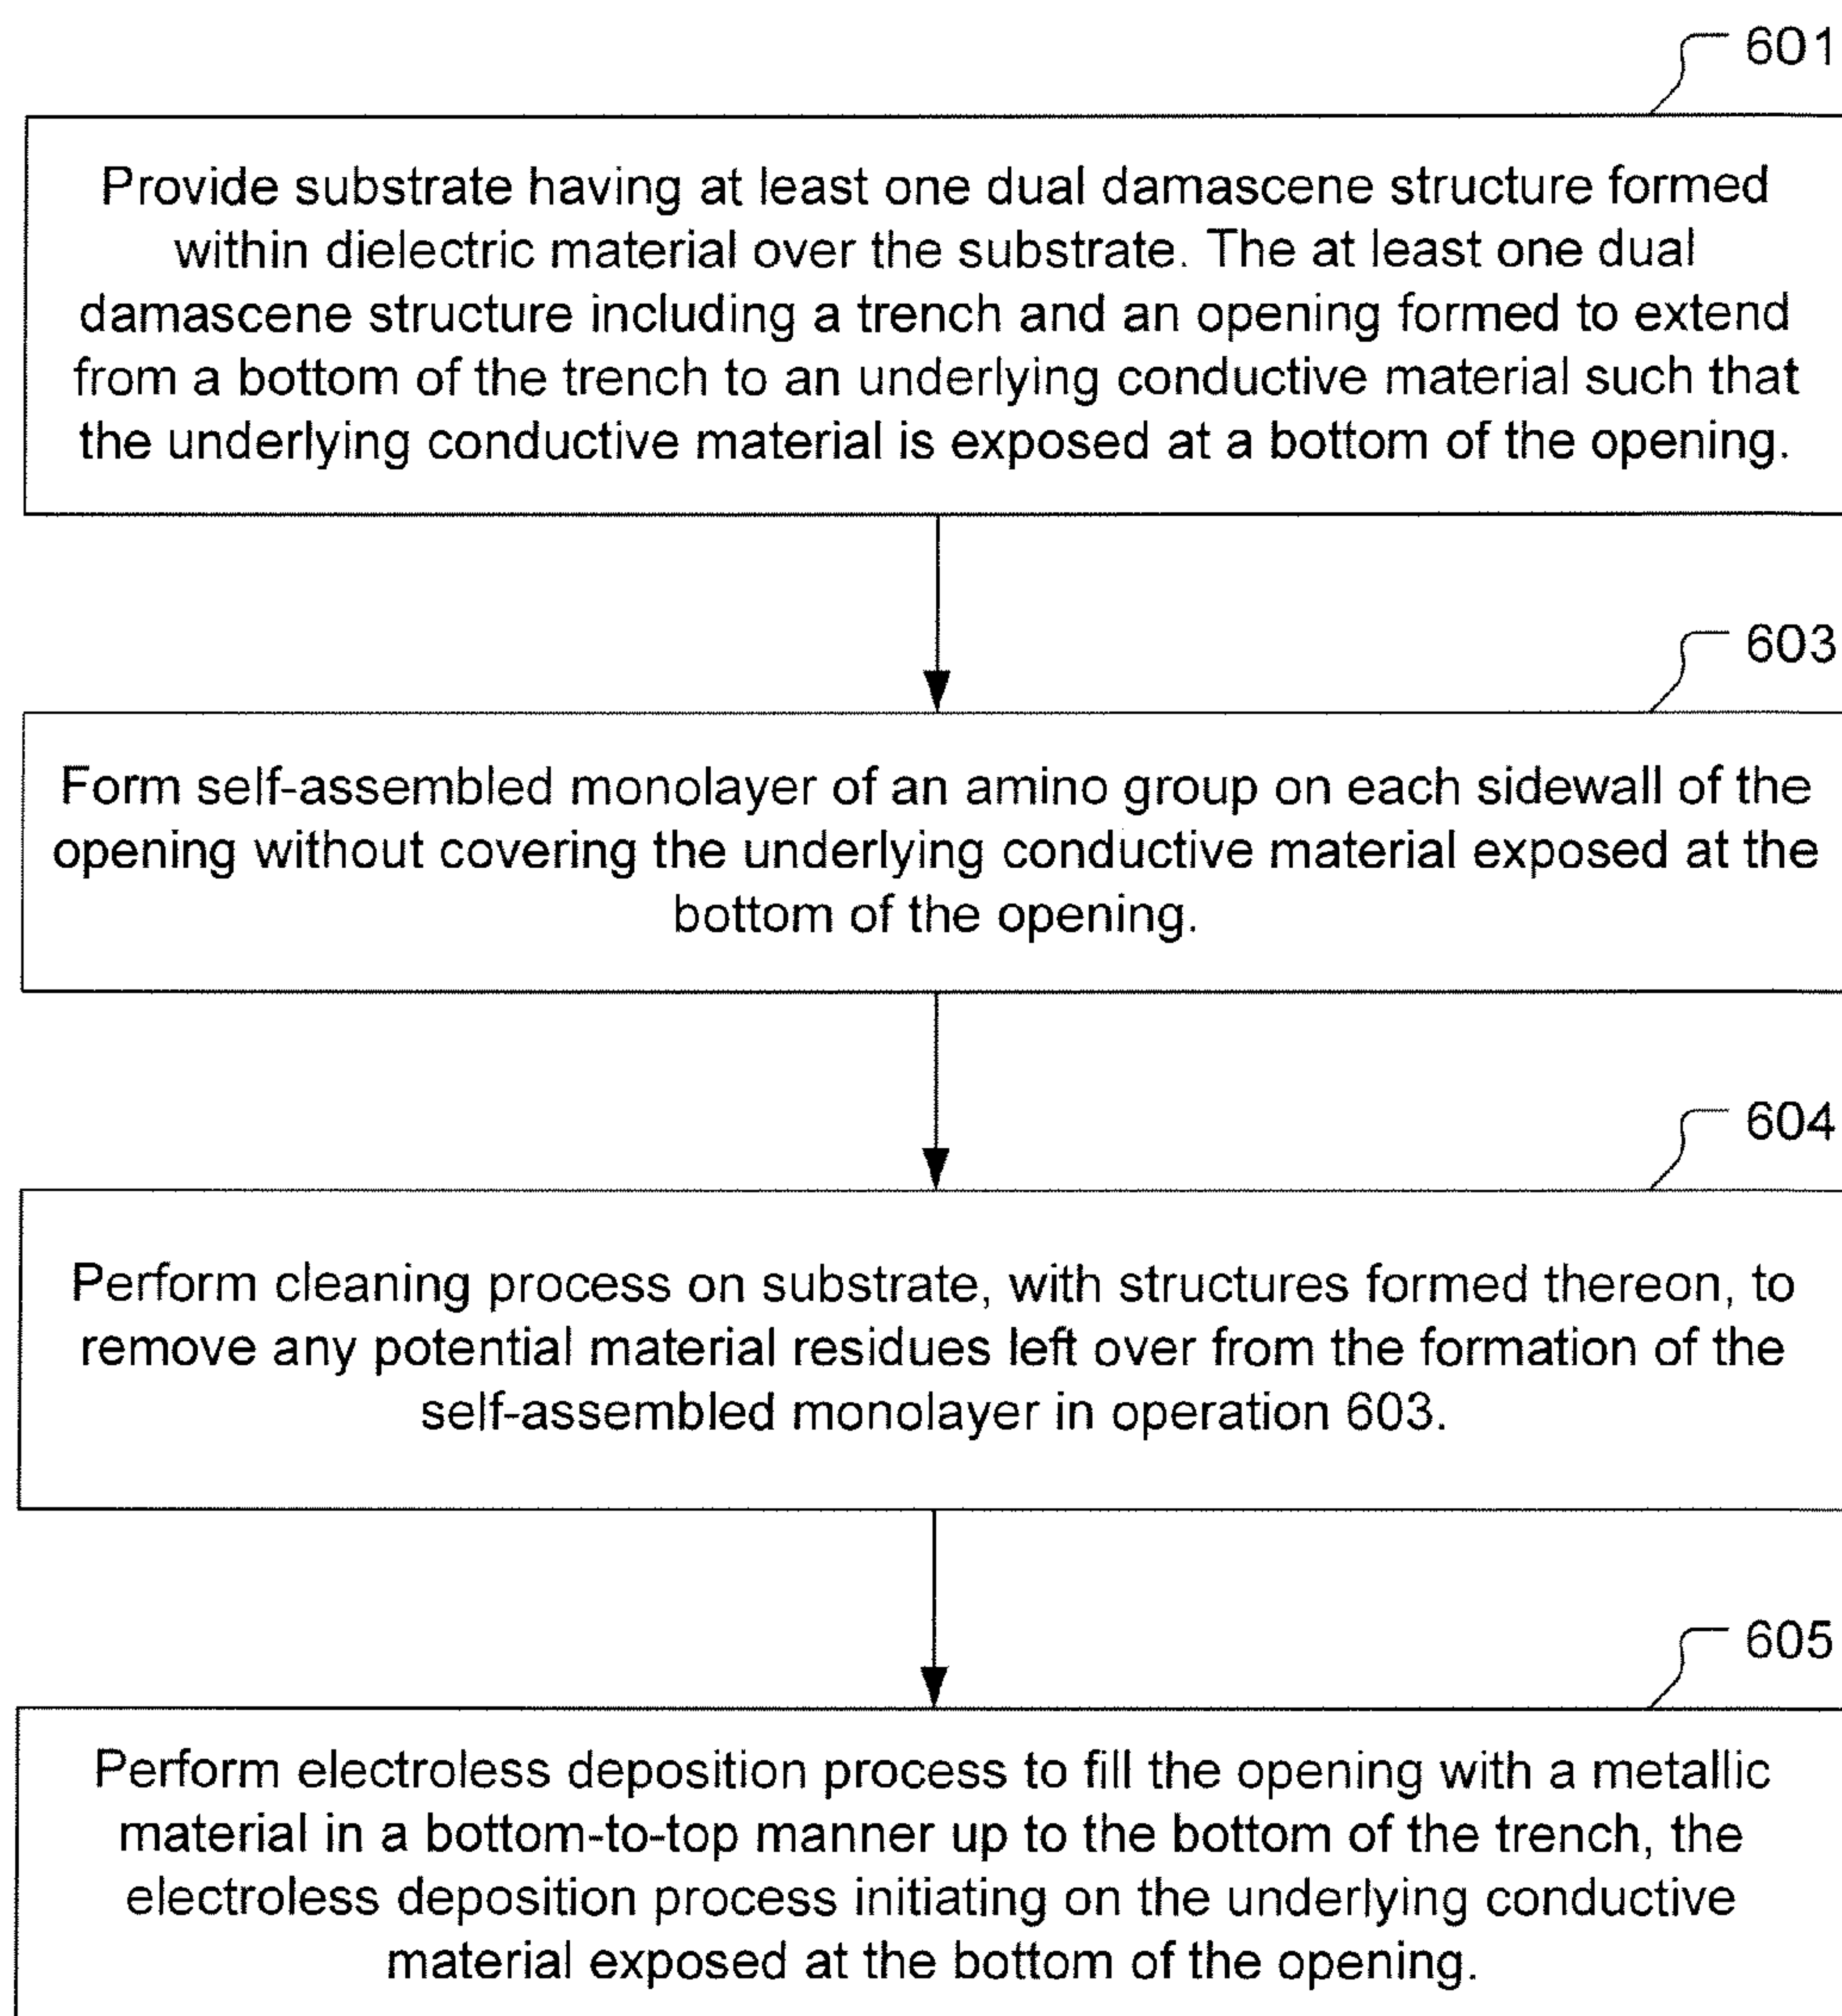 601
Provide substrate having at least one dual damascene structure formed
within dielectric material over the substrate. The at least one dual
damascene structure including a trench and an opening formed to extend
from a bottom of the trench to an underlying conductive material such that
the underlying conductive material is exposed at a bottom of the opening.
603
Form self-assembled monolayer of an amino group on each sidewall of the
opening without covering the underlying conductive material exposed at the
bottom of the opening.
604
Perform cleaning process on substrate, with structures formed thereon, to
remove any potential material residues left over from the formation of the
self-assembled monolayer in operation 603.
605
Perform electroless deposition process to fill the opening with a metallic
material in a bottom-to-top manner up to the bottom of the trench, the
electroless deposition process initiating on the underlying conductive
material exposed at the bottom of the opening.